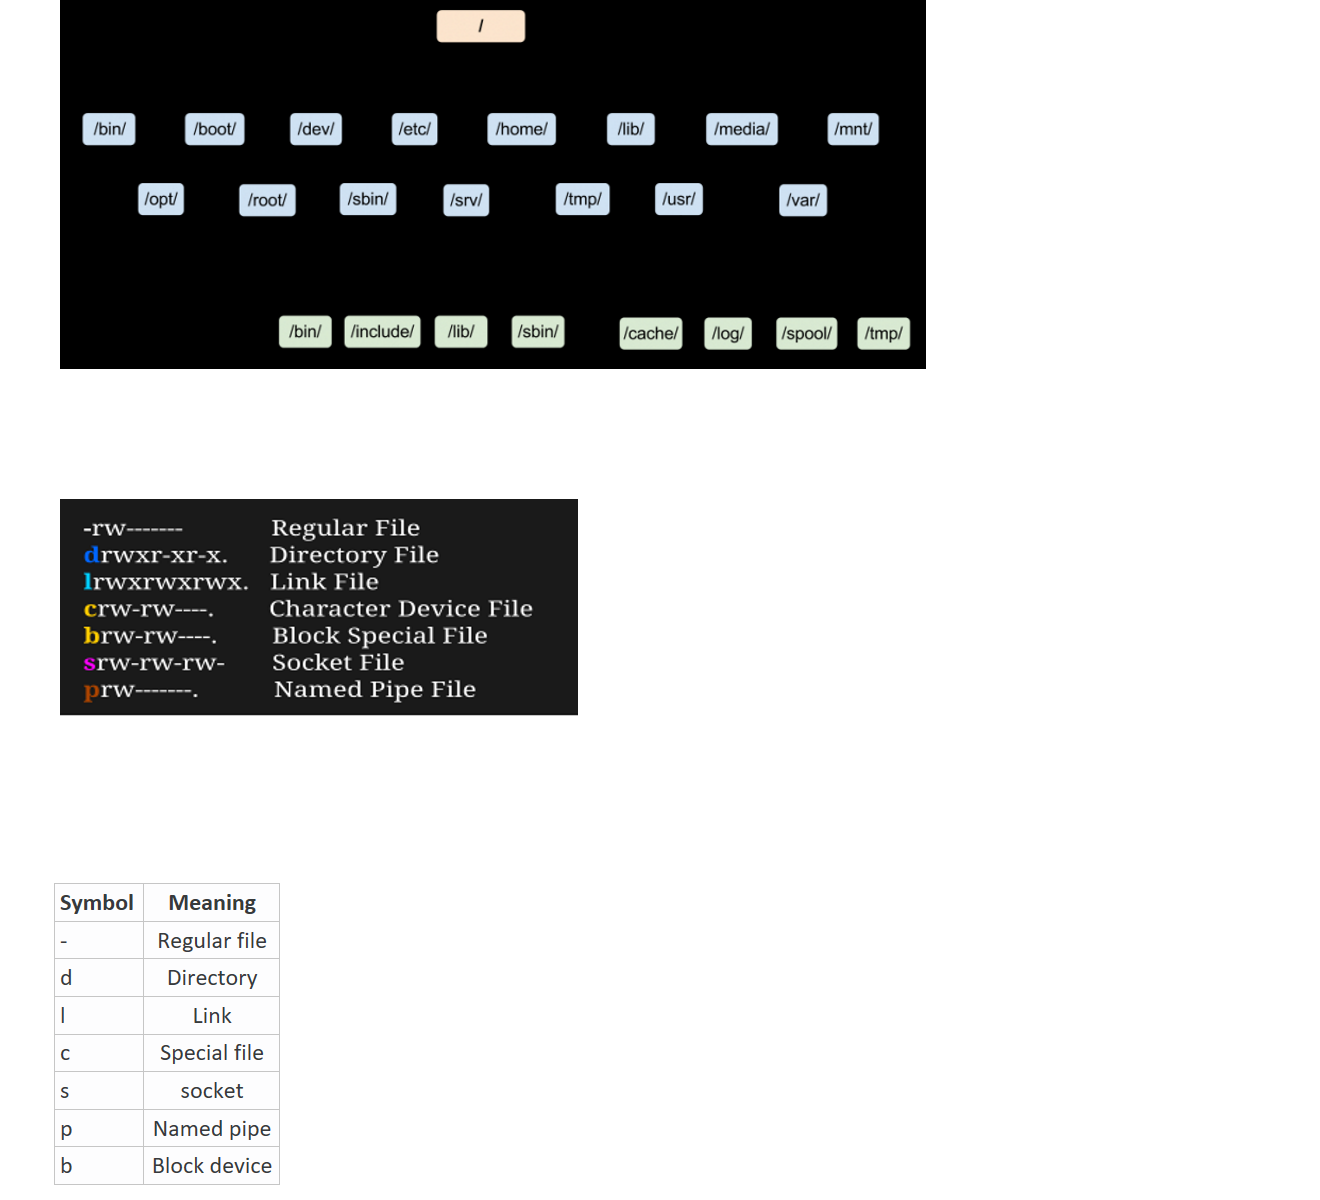 /
/bin/ /boot/ /dev/ /etc/ /home/ /lib/ /media/ /mnt/
/opt/ /root/ /sbin/ /srv/ /tmp/ /usr/ /var/
/bin/ /include/ /lib/ /sbin/ /cache/ /log/ /spool/ /tmp/
-rw------- Regular File
drwxr-xr-x. Directory File
lrwxrwxrwx. Link File
crw-rw----. Character Device File
brw-rw----. Block Special File
srw-rw-rw- Socket File
prw-------. Named Pipe File
Symbol Meaning
- Regular file
d Directory
l Link
c Special file
s socket
p Named pipe
b Block device